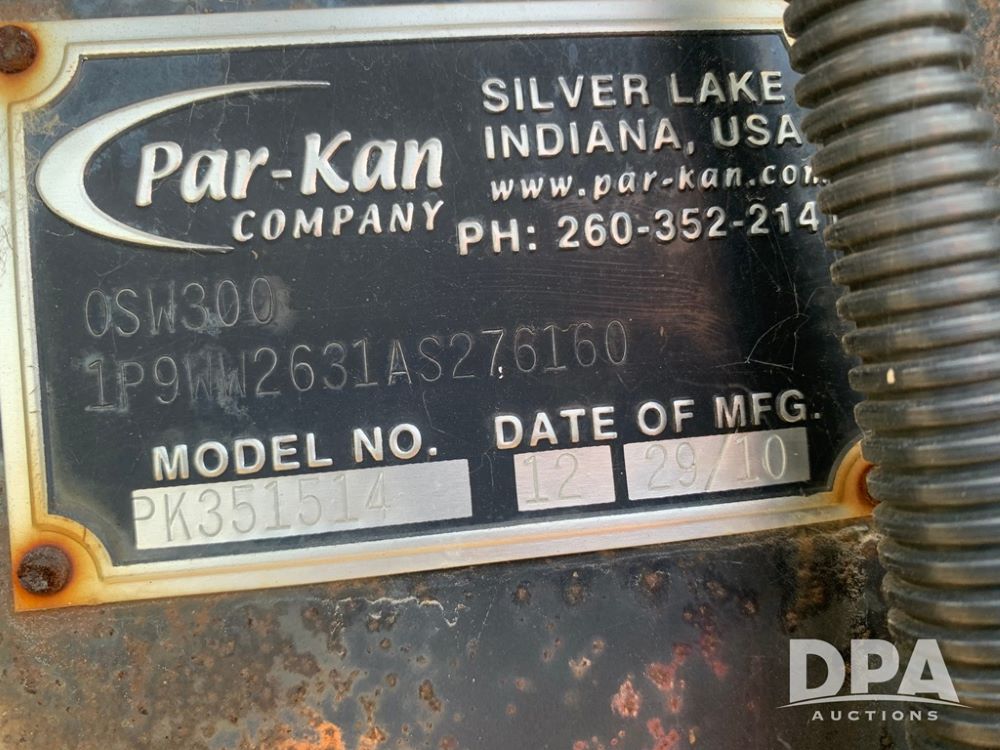 Par-Kan
COMPANY
SILVER LAKE
INDIANA, USA
www.par-kan.com
PH: 260-352-214
OSW300
1P9WW2631AS276160
MODEL NO.
PK351514
DATE OF MFG.
12 29/10
DPA
AUCTIONS